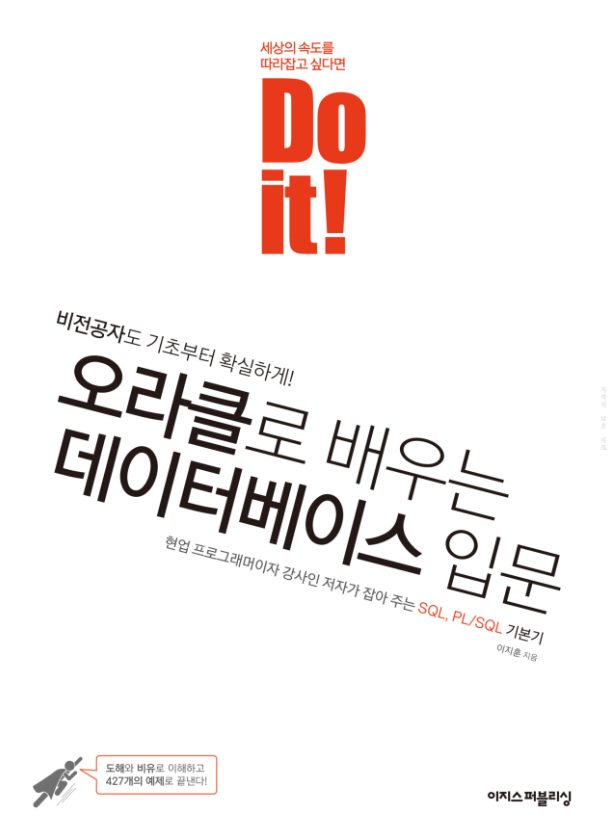 세상의 속도를
따라잡고 싶다면
Do
it!
비전공자도 기초부터 확실하게!
오라클로 배우는
데이터베이스 입문
현업 프로그래머이자 강사인 저자가 잡아 주는 SQL, PL/SQL 기본기
이지훈 지음
도해와 비유로 이해하고
427개의 예제로 끝낸다!
이지스 퍼블리싱